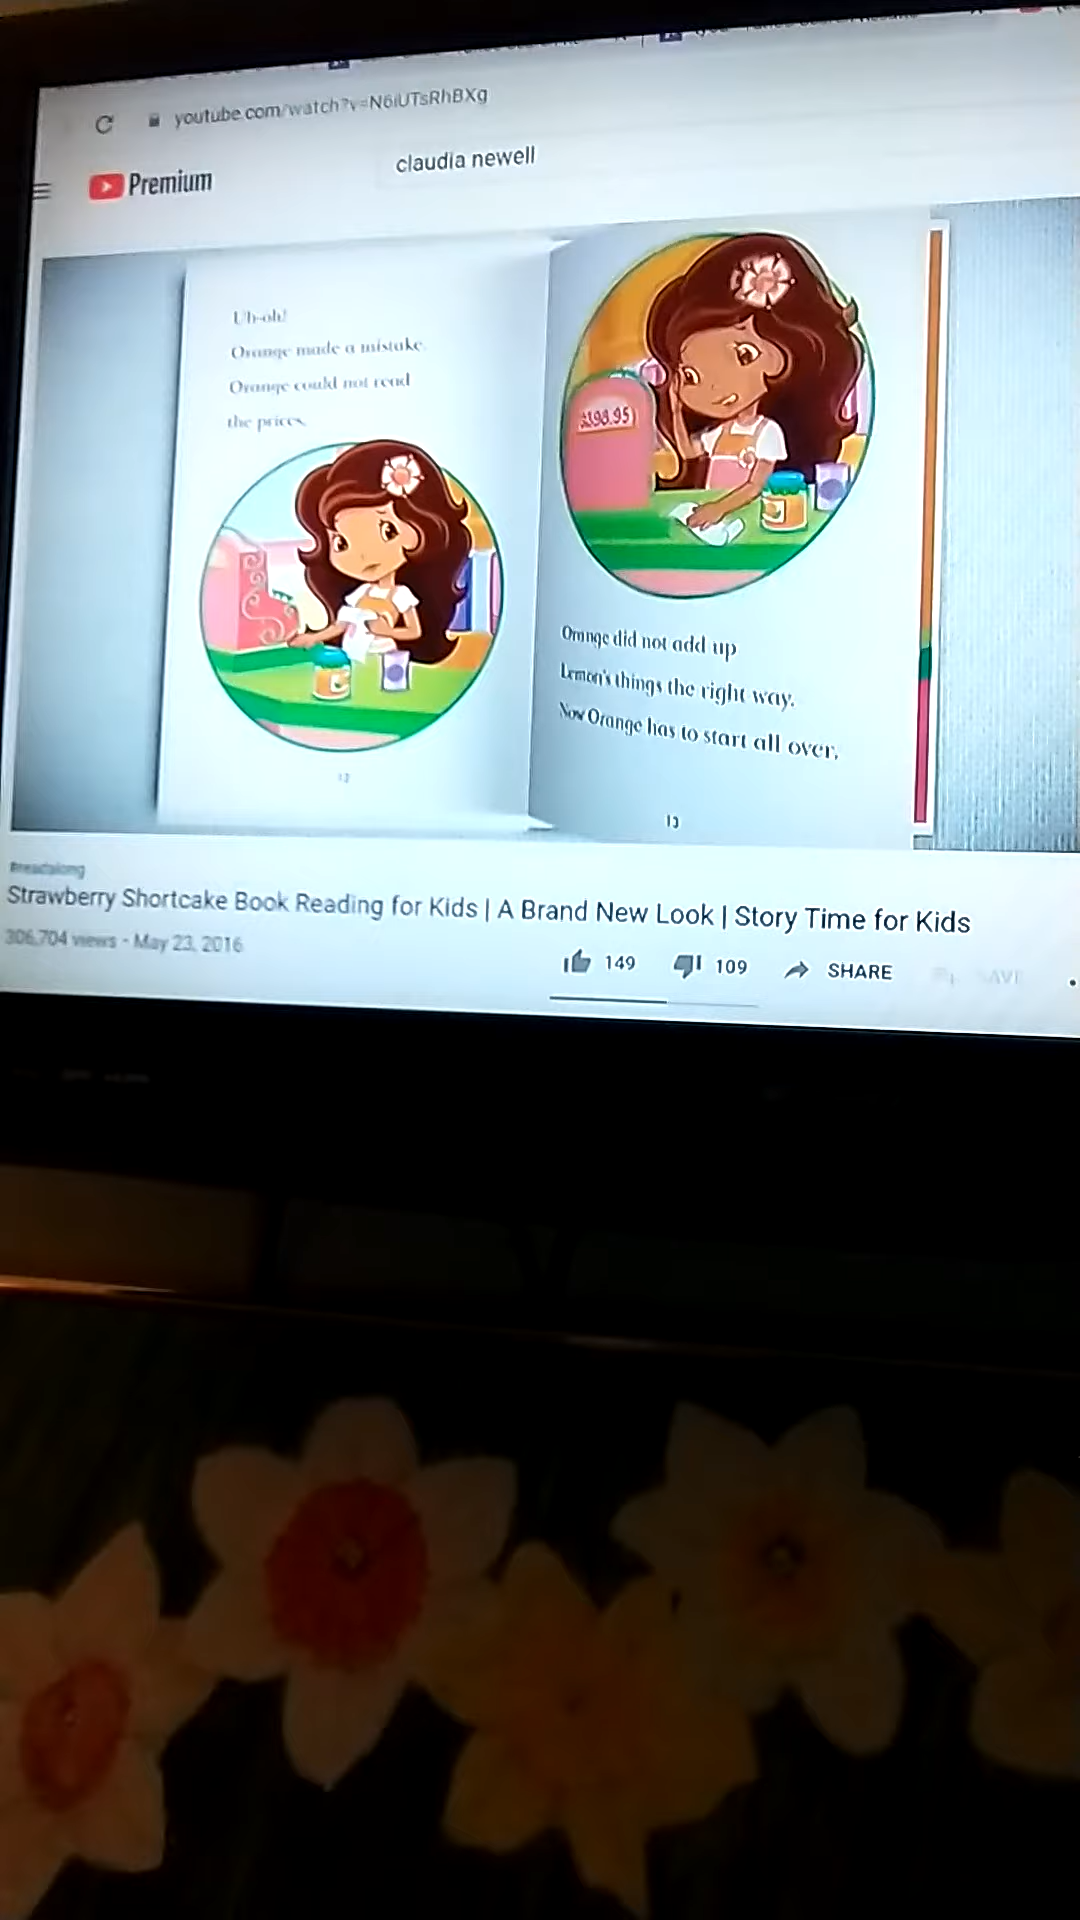 youtube.com/watch?v=N6iUTsRhBXg
Premium
claudia newell
Uh-oh!
Orange made a mistake.
Orange could not read
the prices.
12
$398.95
Orange did not add up
Lemon's things the right way.
Now Orange has to start all over.
13
#readalong
Strawberry Shortcake Book Reading for Kids | A Brand New Look | Story Time for Kids
306,704 views • May 23, 2016
149
109
SHARE
SAVE